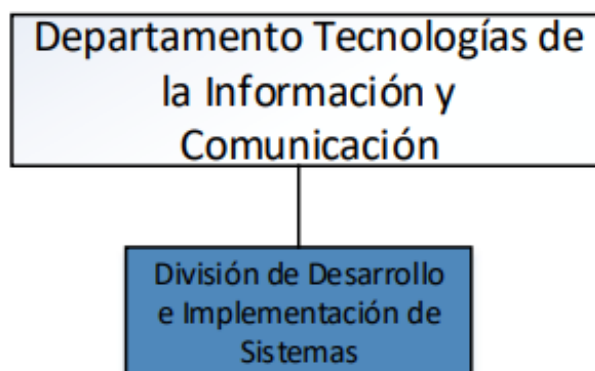 Departamento Tecnologías de
la Información y
Comunicación
División de Desarrollo
e Implementación de
Sistemas